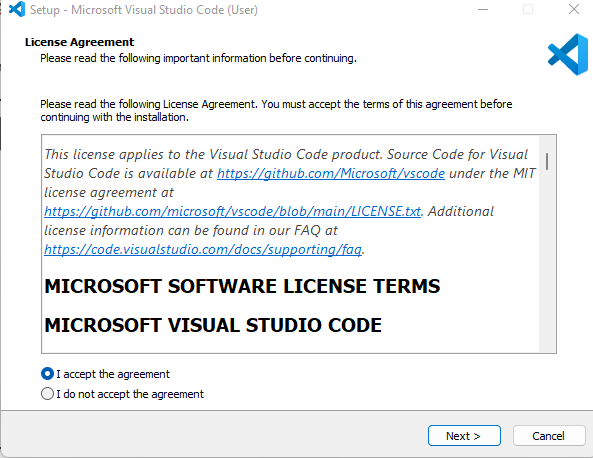 Setup - Microsoft Visual Studio Code (User)
License Agreement
Please read the following important information before continuing.
Please read the following License Agreement. You must accept the terms of this agreement before
continuing with the installation.
This license applies to the Visual Studio Code product. Source Code for Visual
Studio Code is available at https://github.com/Microsoft/vscode under the MIT
license agreement at
https://github.com/microsoft/vscode/blob/main/LICENSE.txt. Additional
license information can be found in our FAQ at
https://code.visualstudio.com/docs/supporting/faq.
MICROSOFT SOFTWARE LICENSE TERMS
MICROSOFT VISUAL STUDIO CODE
I accept the agreement
I do not accept the agreement
Next >
Cancel